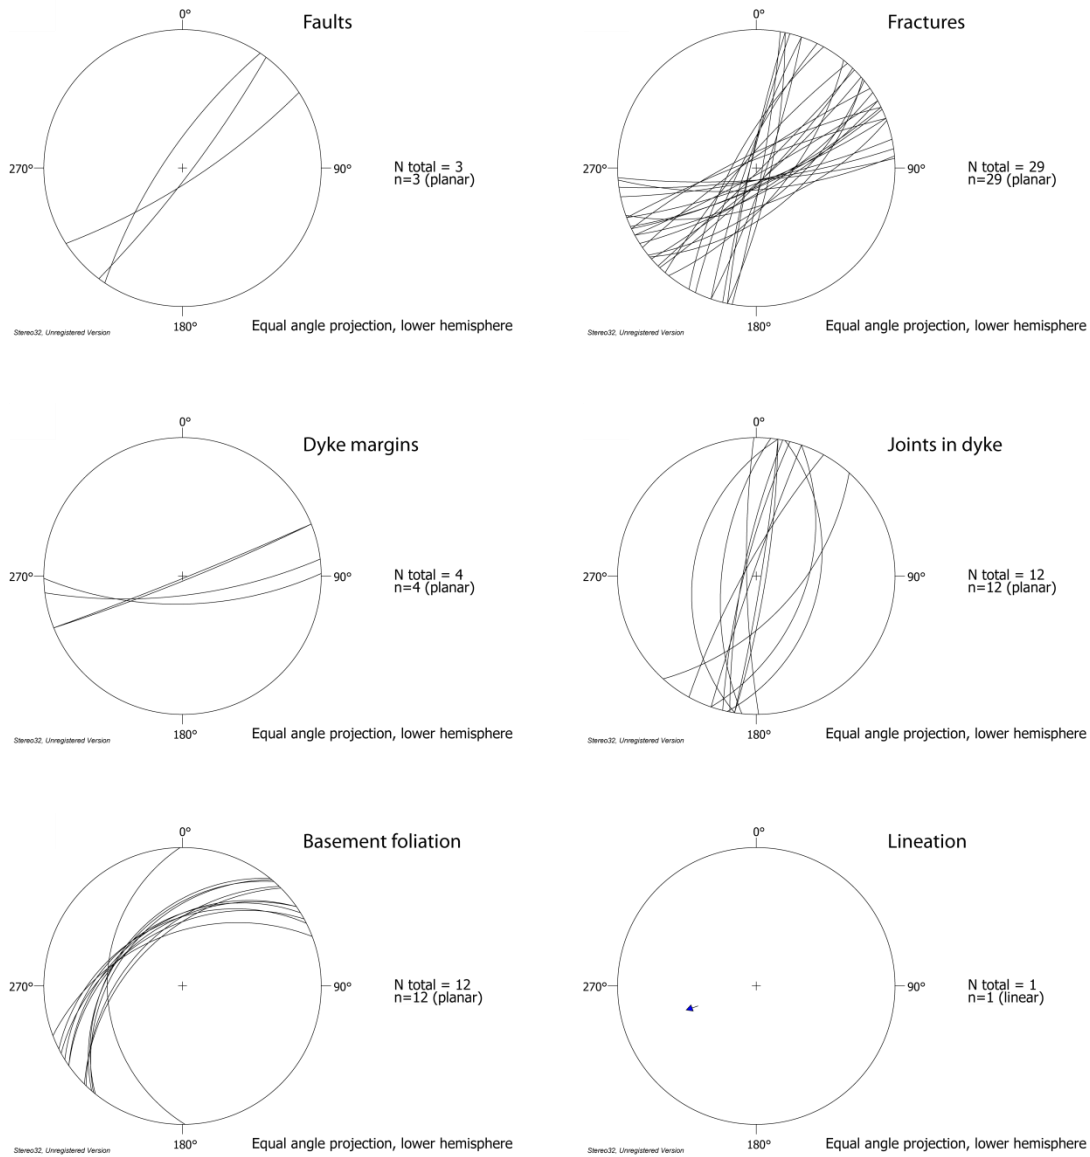 Faults
0°
270°
90°
180°
N total = 3
n=3 (planar)
Stereo32, Unregistered Version
Equal angle projection, lower hemisphere
Fractures
0°
270°
90°
180°
N total = 29
n=29 (planar)
Stereo32, Unregistered Version
Equal angle projection, lower hemisphere
Dyke margins
0°
270°
90°
180°
N total = 4
n=4 (planar)
Stereo32, Unregistered Version
Equal angle projection, lower hemisphere
Joints in dyke
0°
270°
90°
180°
N total = 12
n=12 (planar)
Stereo32, Unregistered Version
Equal angle projection, lower hemisphere
Basement foliation
0°
270°
90°
180°
N total = 12
n=12 (planar)
Stereo32, Unregistered Version
Equal angle projection, lower hemisphere
Lineation
0°
270°
90°
180°
N total = 1
n=1 (linear)
Stereo32, Unregistered Version
Equal angle projection, lower hemisphere